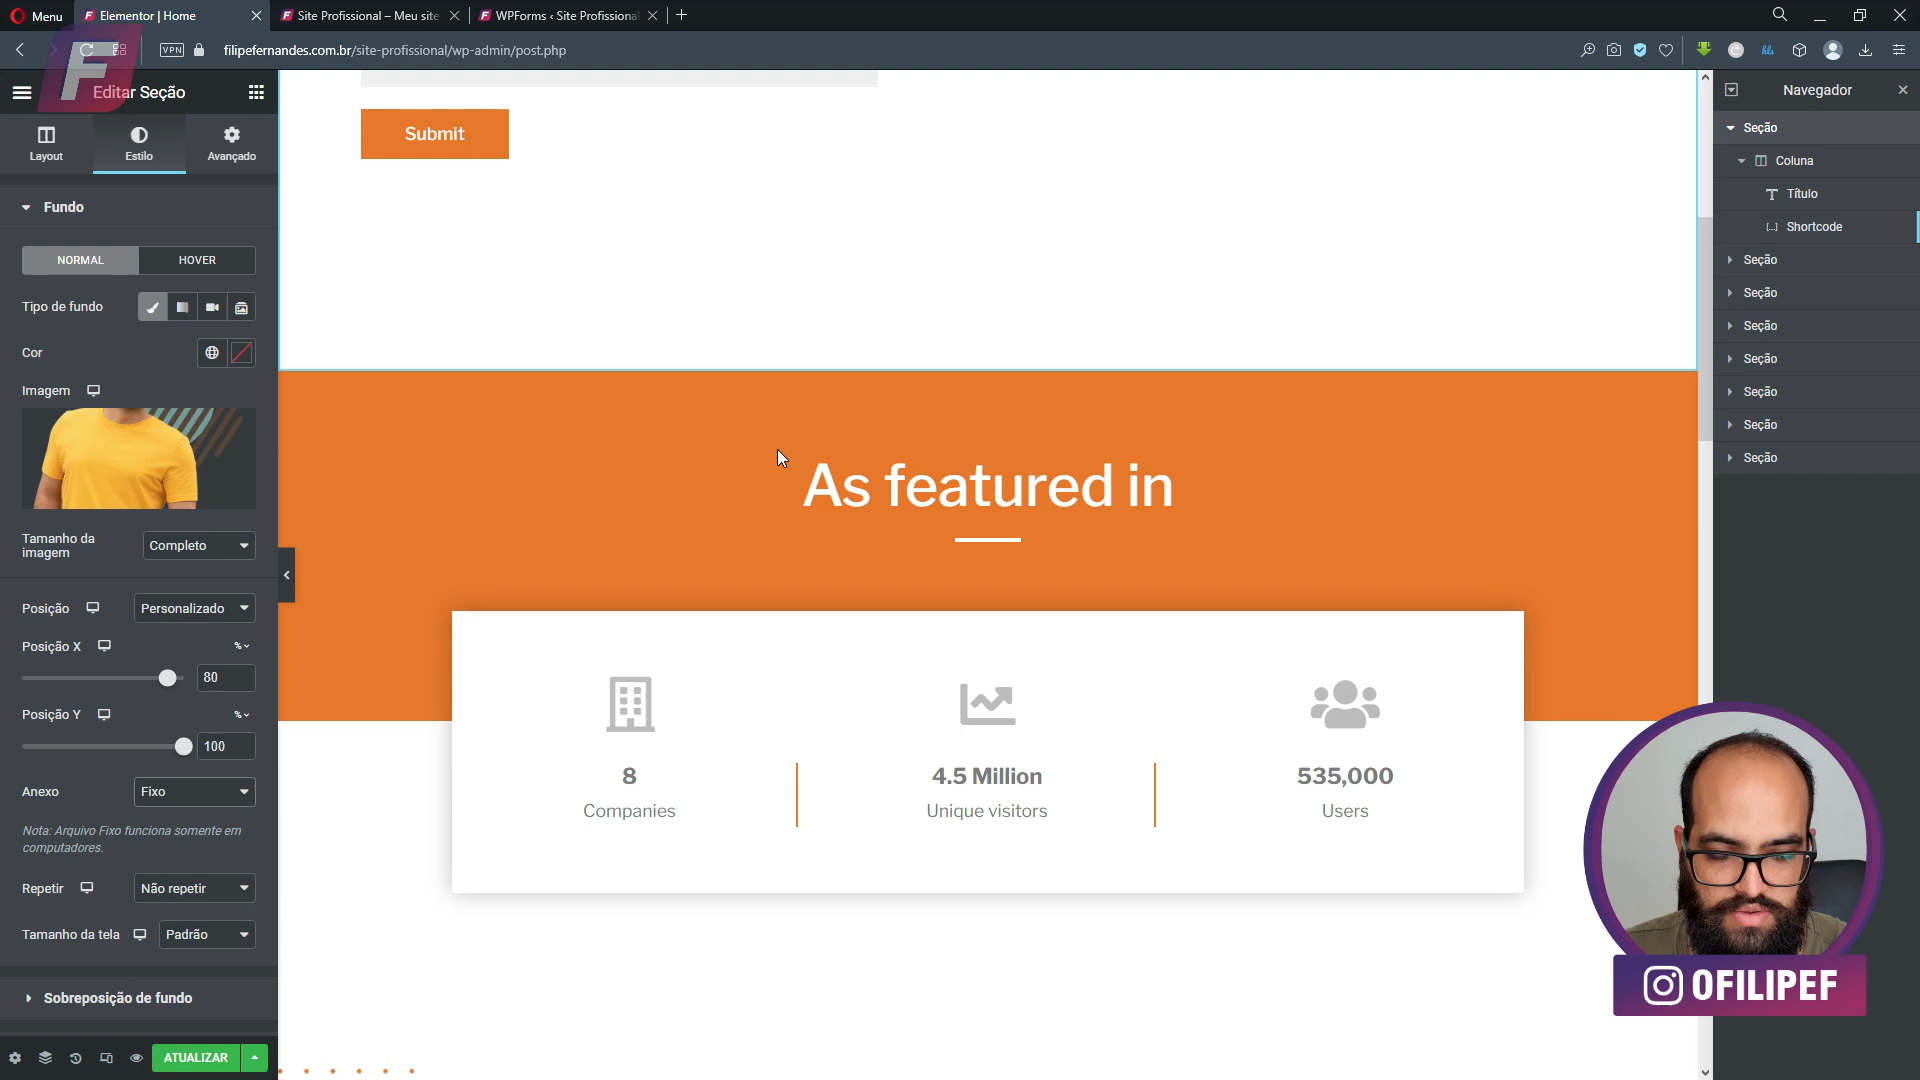 Menu
Elementor | Home
Site Profissional – Meu site
WPForms ‹ Site Profissional
VPN
filipefernandes.com.br/site-profissional/wp-admin/post.php
Editar Seção
Layout
Estilo
Avançado
Fundo
NORMAL
HOVER
Tipo de fundo
Cor
Imagem
Tamanho da
imagem
Completo
Posição
Personalizado
Posição X
%
80
Posição Y
%
100
Anexo
Fixo
Nota: Arquivo Fixo funciona somente em
computadores.
Repetir
Não repetir
Tamanho da tela
Padrão
Sobreposição de fundo
ATUALIZAR
Submit
As featured in
8
Companies
4.5 Million
Unique visitors
535,000
Users
Navegador
Seção
Coluna
Título
Shortcode
Seção
Seção
Seção
Seção
Seção
Seção
Seção
OFILIPEF